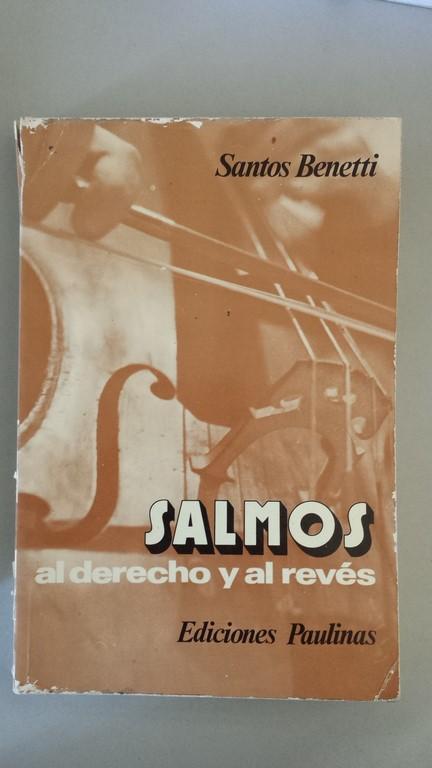 Santos Benetti
SALMOS
al derecho y al revés
Ediciones Paulinas